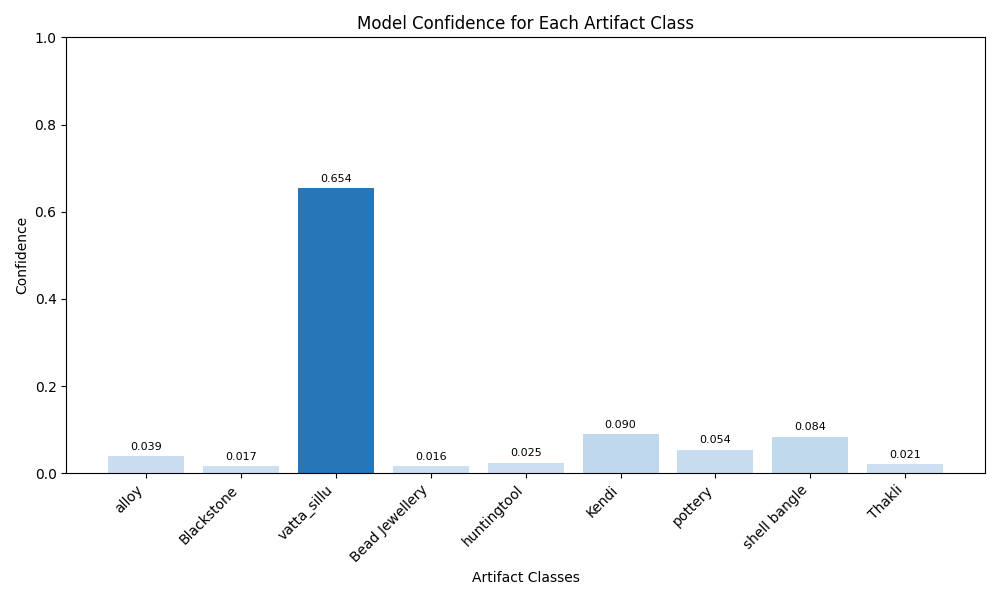 Model Confidence for Each Artifact Class
1.0
0.8
0.6
0.4
0.2
0.0
Confidence
0.039
0.017
0.654
0.016
0.025
0.090
0.054
0.084
0.021
alloy
Blackstone
vatta_sillu
Bead Jewellery
huntingtool
Kendi
pottery
shell bangle
Thakli
Artifact Classes